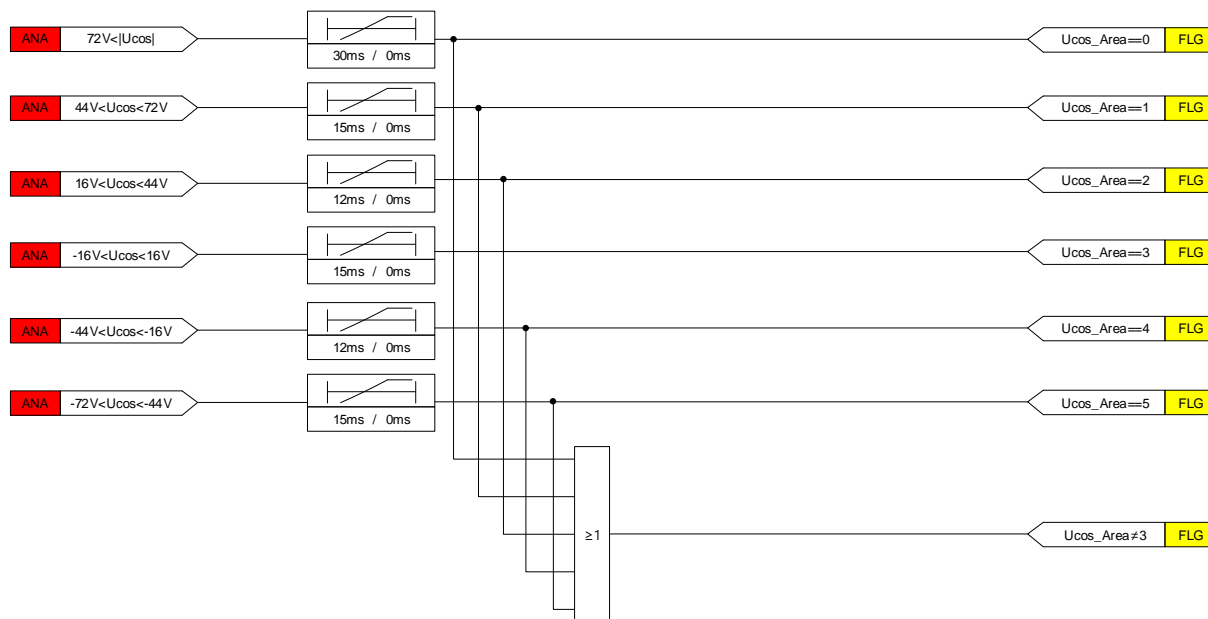 ANA 72V<|Ucos| 30ms / 0ms Ucos_Area==0 FLG
ANA 44V<Ucos<72V 15ms / 0ms Ucos_Area==1 FLG
ANA 16V<Ucos<44V 12ms / 0ms Ucos_Area==2 FLG
ANA -16V<Ucos<16V 15ms / 0ms Ucos_Area==3 FLG
ANA -44V<Ucos<-16V 12ms / 0ms Ucos_Area==4 FLG
ANA -72V<Ucos<-44V 15ms / 0ms Ucos_Area==5 FLG
≥1 Ucos_Area≠3 FLG